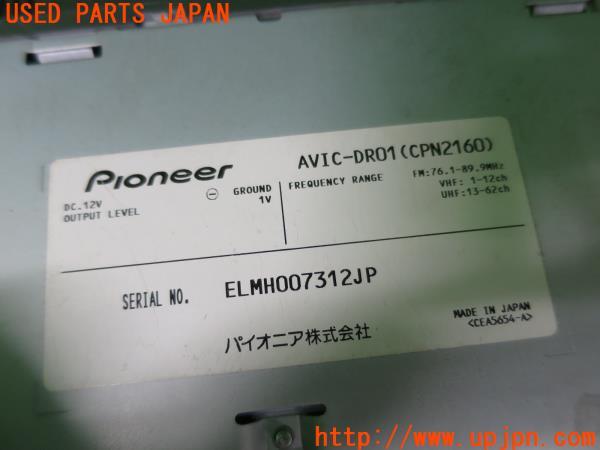 USED PARTS JAPAN
Pioneer
AVIC-DR01(CPN2160)
DC.12V
OUTPUT LEVEL
⊖ GROUND
1V
FREQUENCY RANGE
FM:76.1-89.9MHz
VHF: 1-12ch
UHF:13-62ch
SERIAL NO. ELMH007312JP
パイオニア株式会社
MADE IN JAPAN
<CEA5654-A>
http://www.upjpn.com